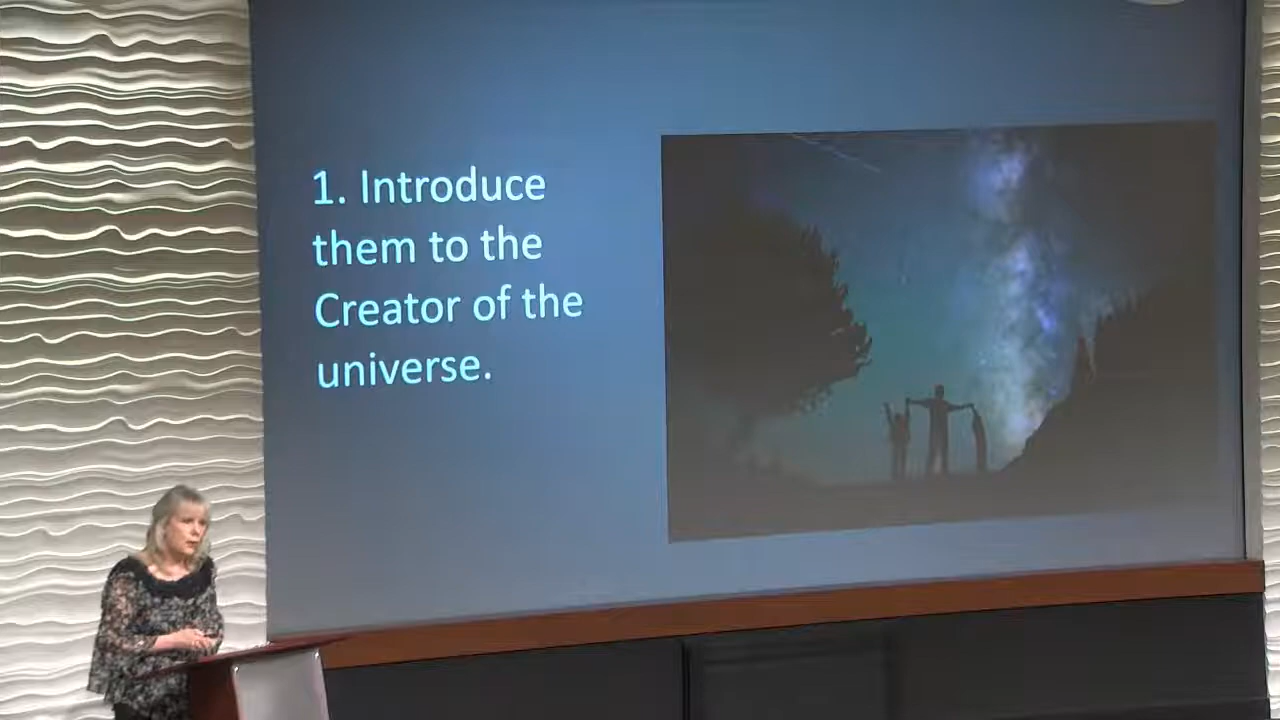 1. Introduce
them to the
Creator of the
universe.